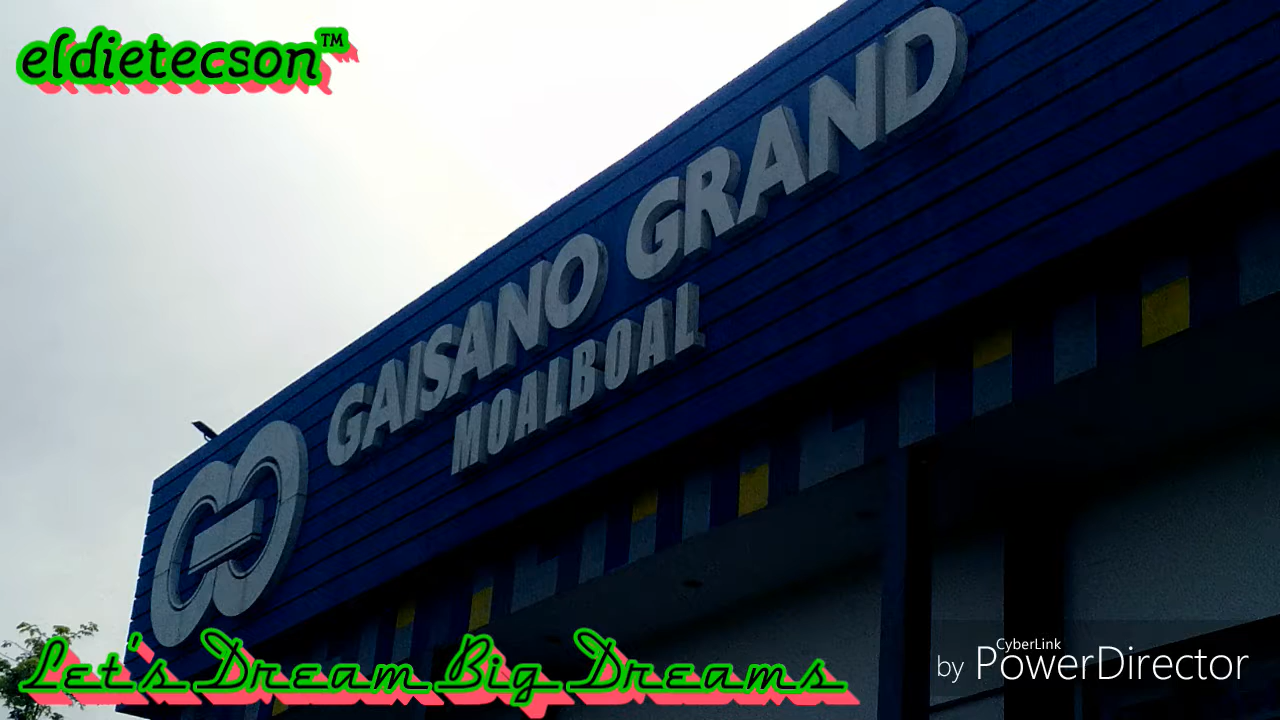 eldietecson™
GAISANO GRAND
MOALBOAL
Let's Dream Big Dreams
by CyberLink PowerDirector